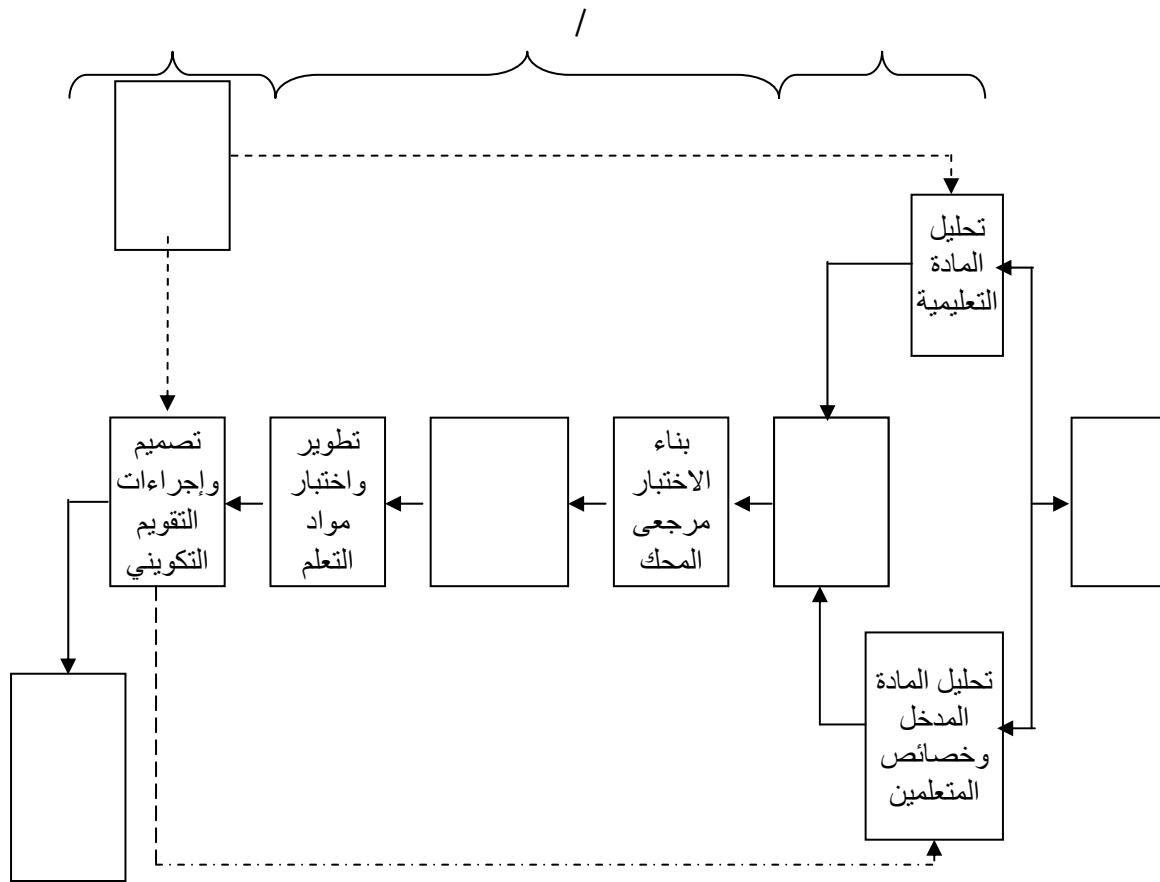 /
تحليل
المادة
التعليمية
بناء
الاختبار
مرجعى
المحك
تطوير
واختبار
مواد
التعلم
تصميم
وإجراءات
التقويم
التكويني
تحليل المادة
المدخل
وخصائص
المتعلمين